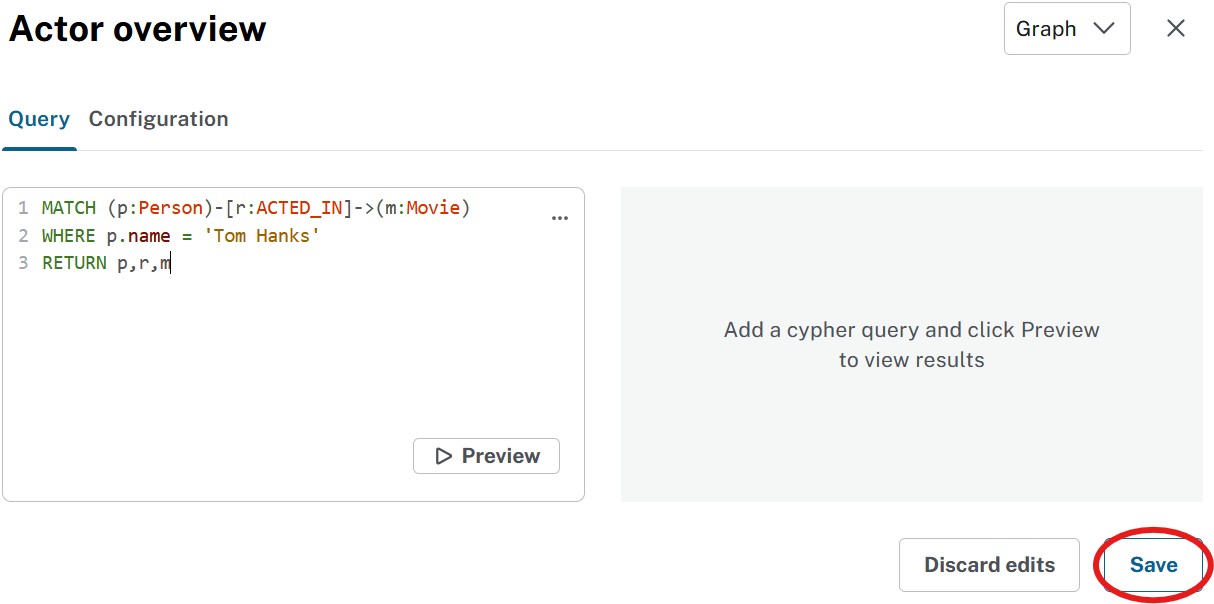 Actor overview
Graph
Query Configuration
1 MATCH (p:Person)-[r:ACTED_IN]->(m:Movie)
2 WHERE p.name = 'Tom Hanks'
3 RETURN p,r,m
...
Preview
Add a cypher query and click Preview
to view results
Discard edits
Save